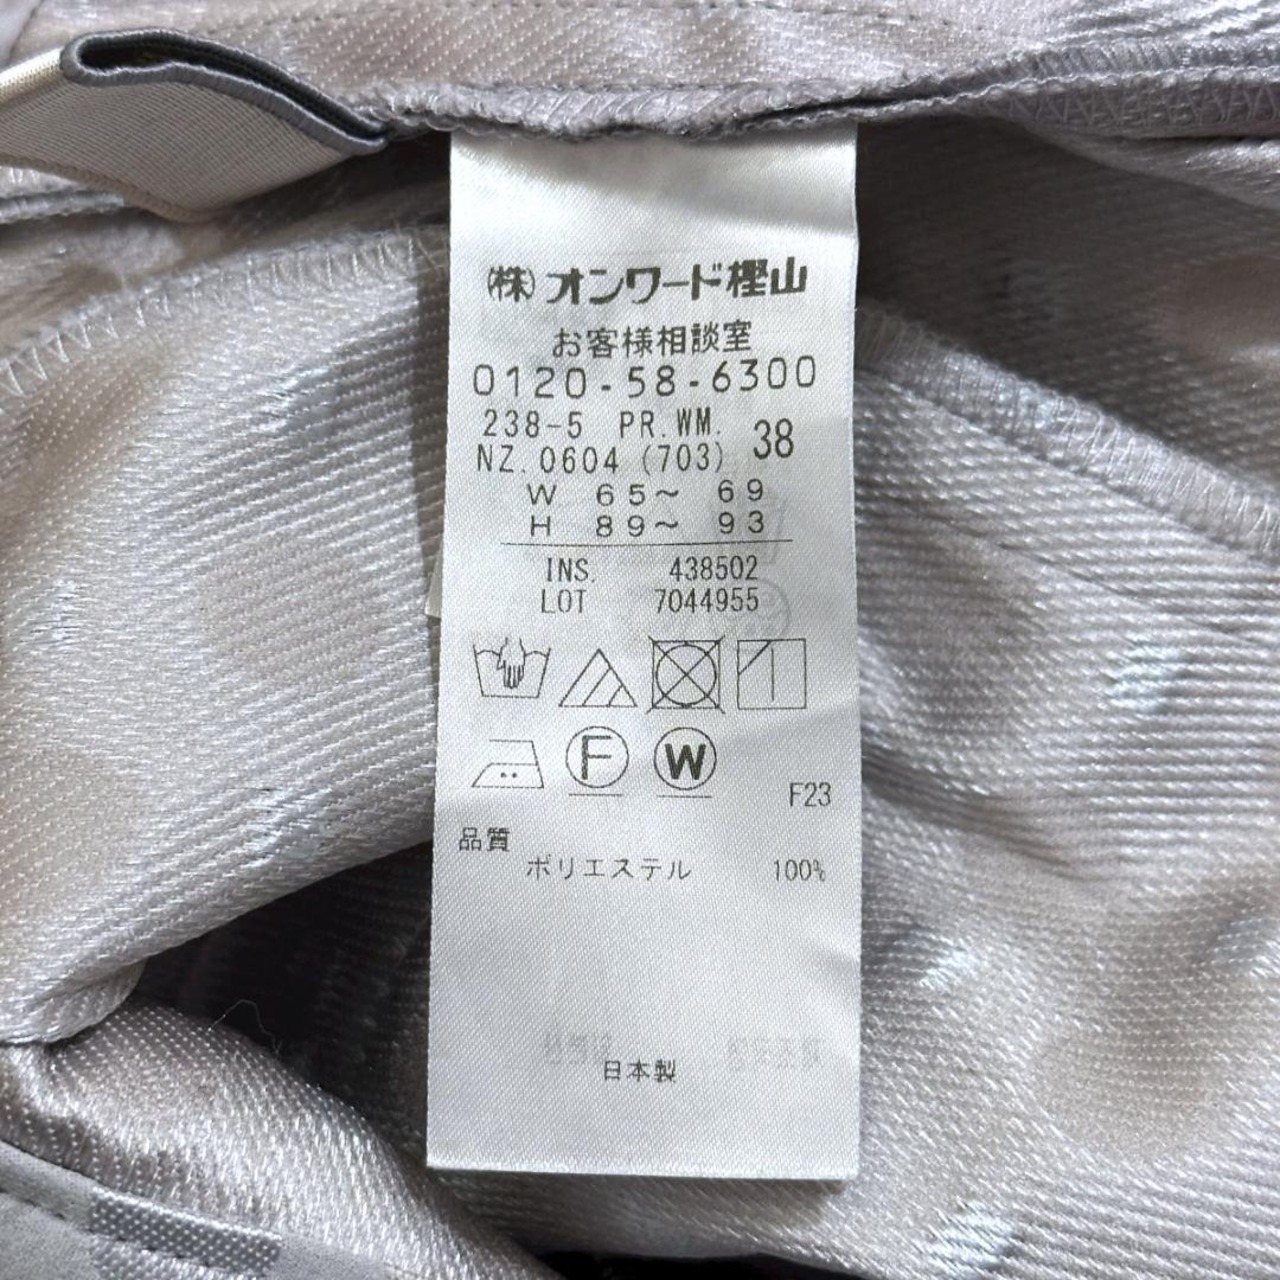 (株)オンワード樫山
お客様相談室
0120-58-6300
238-5 PR.WM. 38
NZ.0604 (703)
W 65~ 69
H 89~ 93
INS. 438502
LOT 7044955
F W
F23
品質
ポリエステル 100%
日本製